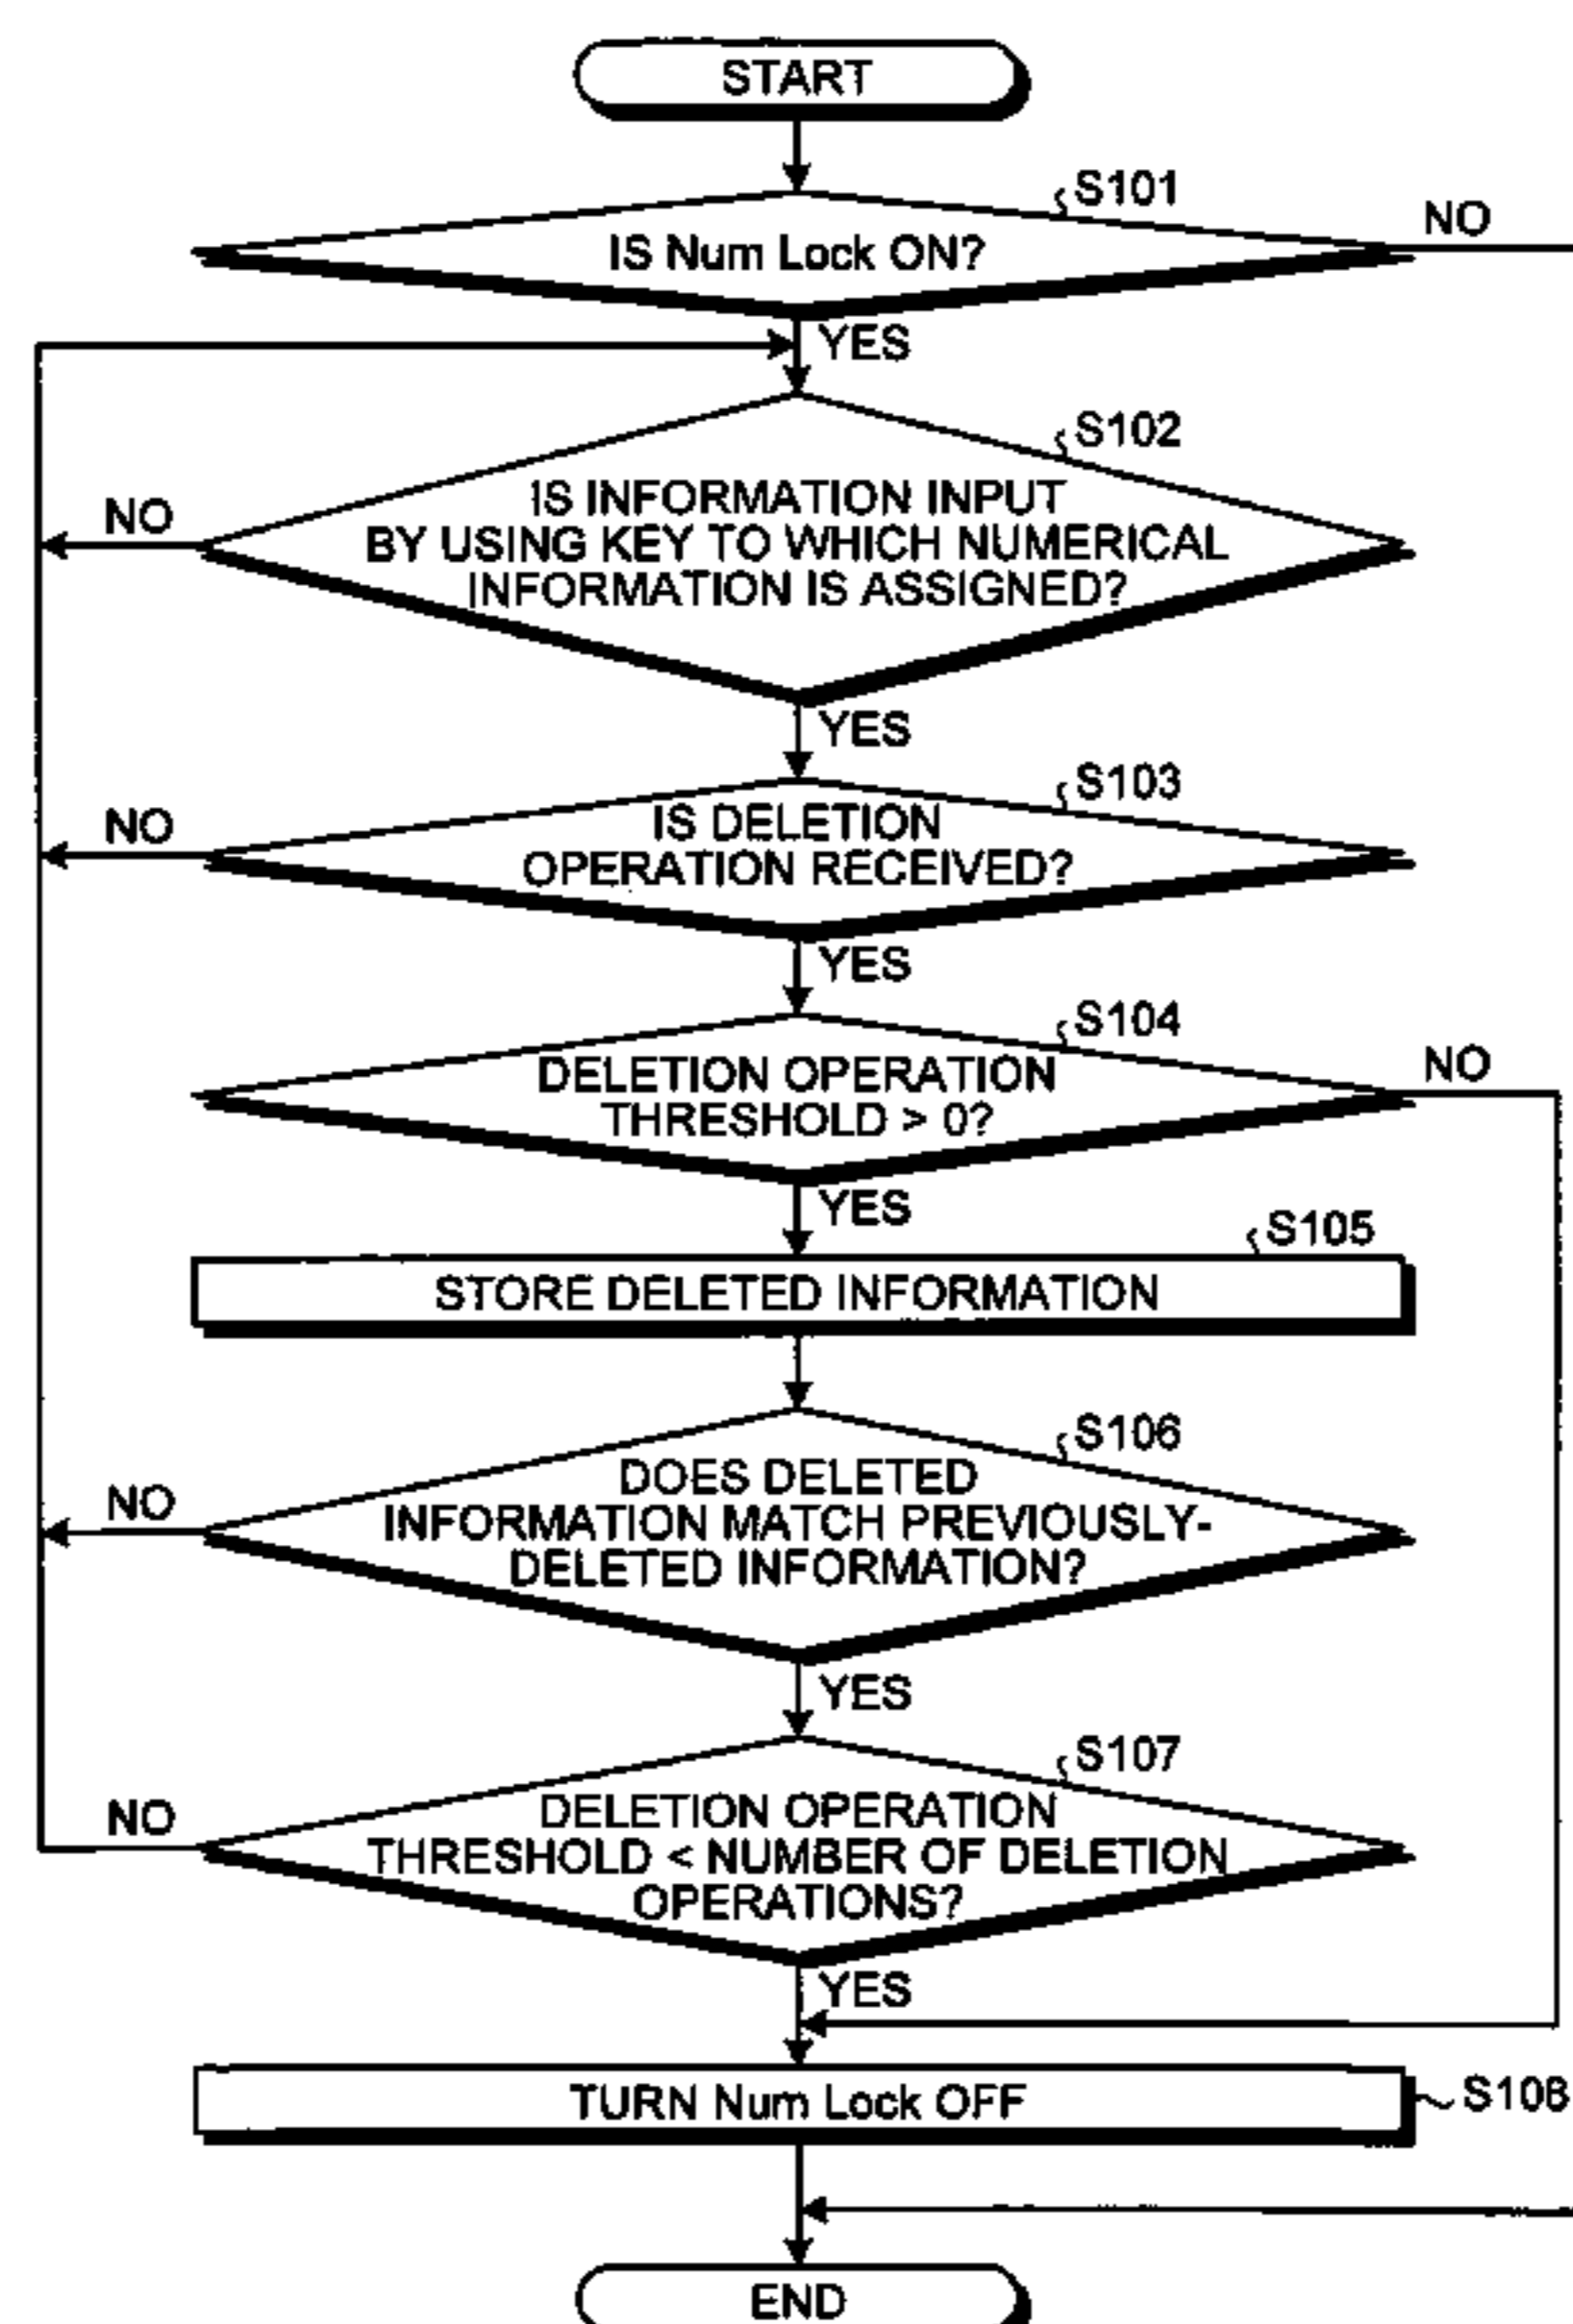 START
S101
NO
IS Num Lock ON?
YES
S102
IS INFORMATION INPUT
NO
BY USING KEY TO WHICH NUMERICAL
INFORMATION IS ASSIGNED?
YES
S103
NO
IS DELETION
OPERATION RECEIVED?
YES
S104
DELETION OPERATION
NO
THRESHOLD > 0?
YES
S105
STORE DELETED INFORMATION
S106
DOES DELETED
NO
INFORMATION MATCH PREVIOUSLY-
DELETED INFORMATION?
YES
S107
DELETION OPERATION
NO
THRESHOLD < NUMBER OF DELETION
OPERATIONS?
YES
TURN Num Lock OFF
S108
END